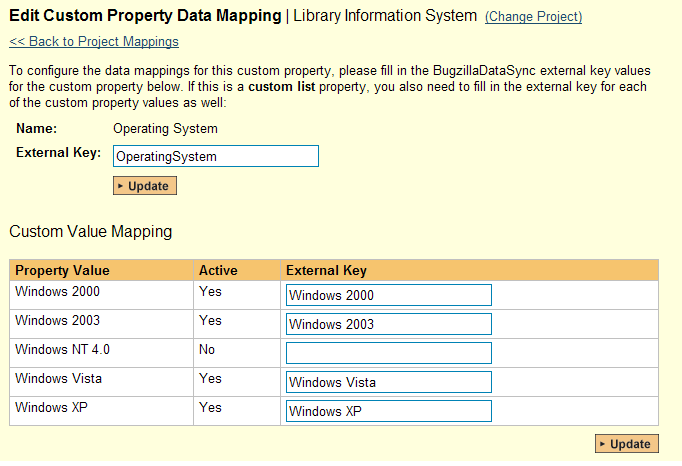 Edit Custom Property Data Mapping | Library Information System (Change Project)
<< Back to Project Mappings
To configure the data mappings for this custom property, please fill in the BugzillaDataSync external key values
for the custom property below. If this is a custom list property, you also need to fill in the external key for each
of the custom property values as well:
Name: Operating System
External Key: OperatingSystem
Update
Custom Value Mapping
Property Value Active External Key
Windows 2000 Yes Windows 2000
Windows 2003 Yes Windows 2003
Windows NT 4.0 No
Windows Vista Yes Windows Vista
Windows XP Yes Windows XP
Update